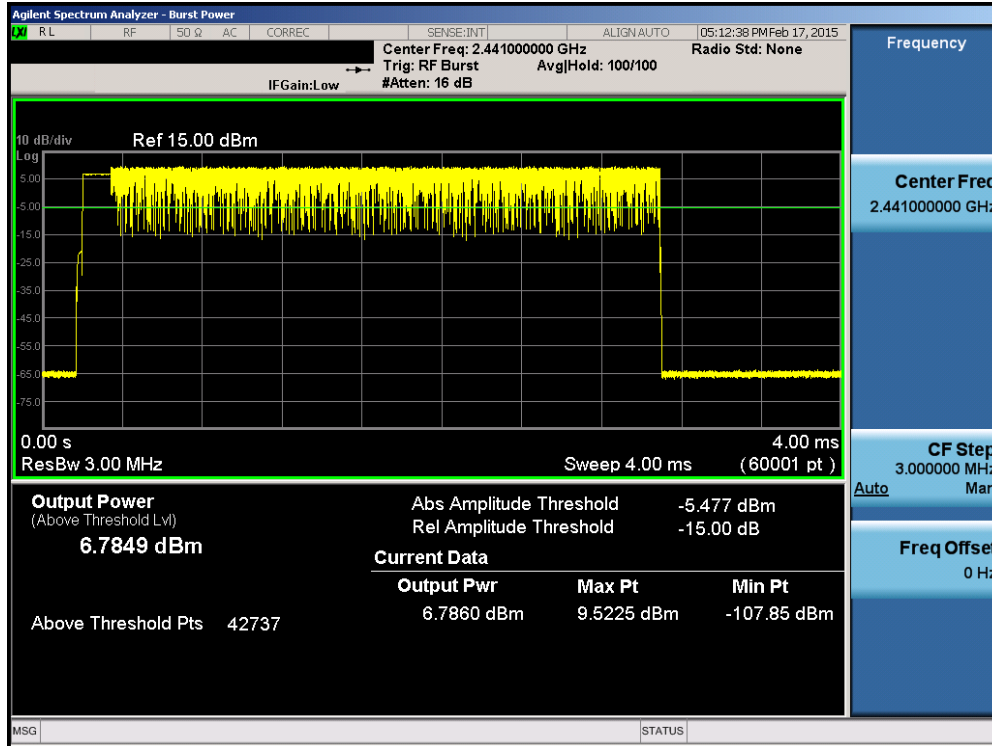 Agilent Spectrum Analyzer - Burst Power
LXI RL RF 50 Ω AC CORREC SENSE:INT ALIGN AUTO 05:12:38 PM Feb 17, 2015
Center Freq: 2.441000000 GHz Radio Std: None
Trig: RF Burst Avg|Hold: 100/100
IFGain:Low #Atten: 16 dB
10 dB/div Ref 15.00 dBm
Log
5.00
-5.00
-15.0
-25.0
-35.0
-45.0
-55.0
-65.0
-75.0
0.00 s 4.00 ms
ResBw 3.00 MHz Sweep 4.00 ms (60001 pt)
Output Power
(Above Threshold Lvl)
6.7849 dBm
Above Threshold Pts 42737
Abs Amplitude Threshold -5.477 dBm
Rel Amplitude Threshold -15.00 dB
Current Data
Output Pwr Max Pt Min Pt
6.7860 dBm 9.5225 dBm -107.85 dBm
MSG STATUS
Frequency
Center Freq
2.441000000 GHz
CF Step
3.000000 MHz
Auto Man
Freq Offset
0 Hz